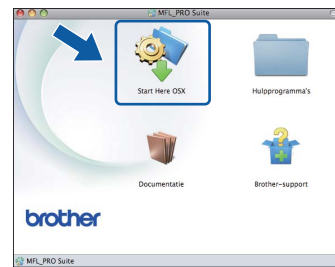 MFL_PRO Suite
Start Here OSX
Hulpprogramma's
Documentatie
Brother-support
brother
MFL_PRO Suite